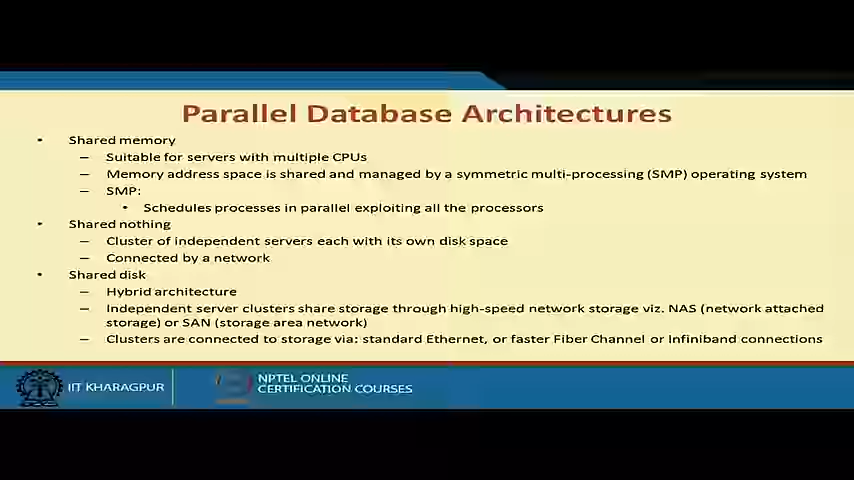 Parallel Database Architectures
• Shared memory
– Suitable for servers with multiple CPUs
– Memory address space is shared and managed by a symmetric multi-processing (SMP) operating system
– SMP:
• Schedules processes in parallel exploiting all the processors
• Shared nothing
– Cluster of independent servers each with its own disk space
– Connected by a network
• Shared disk
– Hybrid architecture
– Independent server clusters share storage through high-speed network storage viz. NAS (network attached
storage) or SAN (storage area network)
– Clusters are connected to storage via: standard Ethernet, or faster Fiber Channel or Infiniband connections
IIT KHARAGPUR
NPTEL ONLINE
CERTIFICATION COURSES